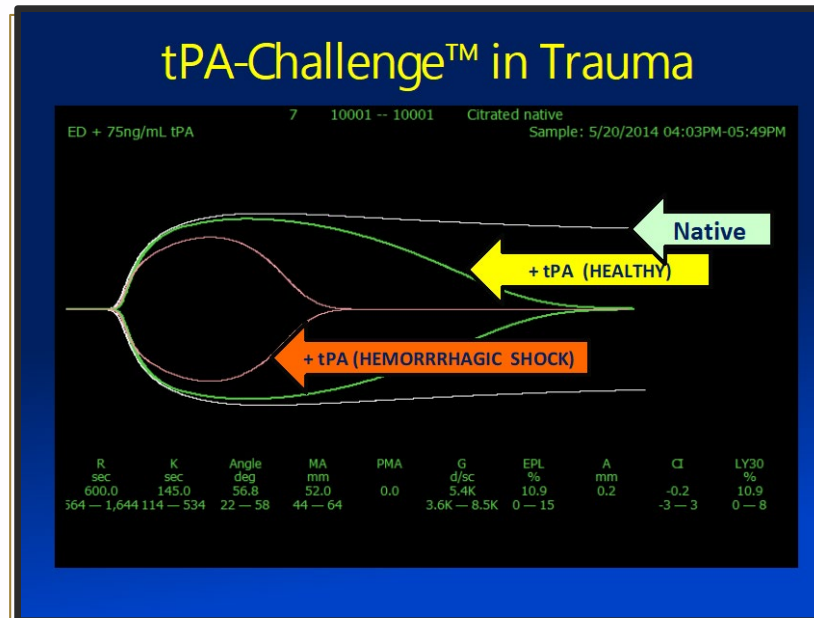 tPA-Challenge™ in Trauma
7 10001 -- 10001 Citrated native
ED + 75ng/mL tPA Sample: 5/20/2014 04:03PM-05:49PM
Native
+ tPA (HEALTHY)
+ tPA (HEMORRRHAGIC SHOCK)
R K Angle MA PMA G EPL A CI LY30
sec sec deg mm d/sc % mm %
600.0 145.0 56.8 52.0 0.0 5.4K 10.9 0.2 -0.2 10.9
564 — 1,644 114 — 534 22 — 58 44 — 64 3.6K — 8.5K 0 — 15 -3 — 3 0 — 8